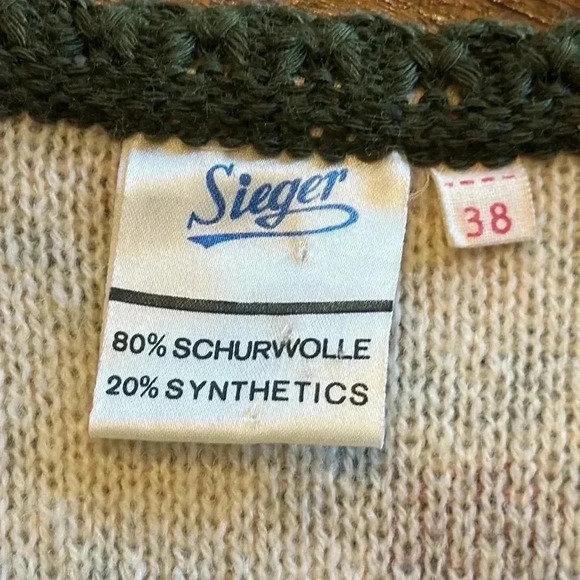 Sieger
38
80% SCHURWOLLE
20% SYNTHETICS